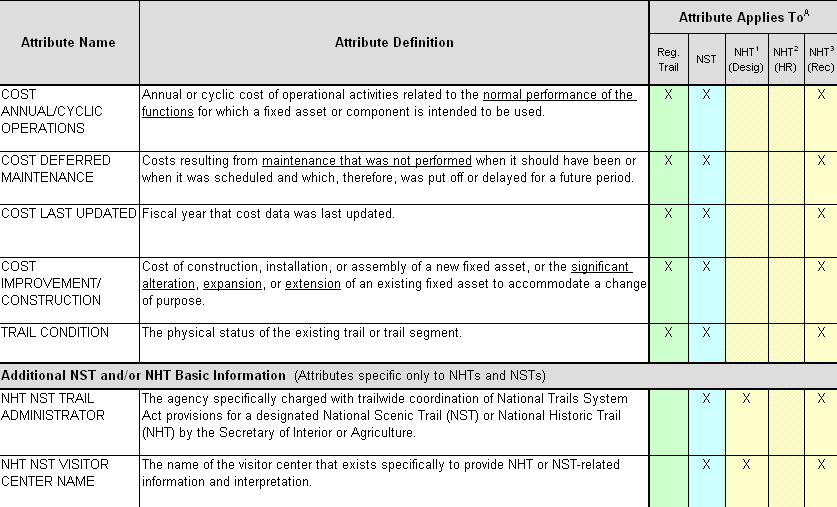 Attribute Name Attribute Definition Attribute Applies ToA
Reg. Trail NST NHT1 (Desig) NHT2 (HR) NHT3 (Rec)
COST Annual or cyclic cost of operational activities related to the normal performance of the X X X
ANNUAL/CYCLIC functions for which a fixed asset or component is intended to be used.
OPERATIONS
COST DEFERRED Costs resulting from maintenance that was not performed when it should have been or X X X
MAINTENANCE when it was scheduled and which, therefore, was put off or delayed for a future period.
COST LAST UPDATED Fiscal year that cost data was last updated. X X X
COST Cost of construction, installation, or assembly of a new fixed asset, or the significant X X X
IMPROVEMENT/ alteration, expansion, or extension of an existing fixed asset to accommodate a change
CONSTRUCTION of purpose.
TRAIL CONDITION The physical status of the existing trail or trail segment. X X X
Additional NST and/or NHT Basic Information (Attributes specific only to NHTs and NSTs)
NHT NST TRAIL The agency specifically charged with trailwide coordination of National Trails System X X X
ADMINISTRATOR Act provisions for a designated National Scenic Trail (NST) or National Historic Trail
(NHT) by the Secretary of Interior or Agriculture.
NHT NST VISITOR The name of the visitor center that exists specifically to provide NHT or NST-related X X X
CENTER NAME information and interpretation.